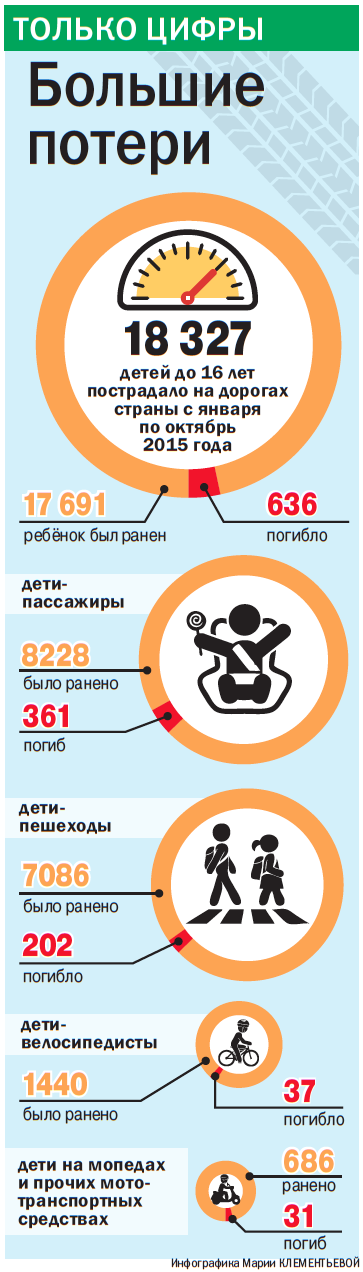 ТОЛЬКО ЦИФРЫ
Большие
потери
18 327
детей до 16 лет
пострадало на дорогах
страны с января
по октябрь
2015 года
17 691
ребёнок был ранен
636
погибло
дети-
пассажиры
8228
было ранено
361
погиб
дети-
пешеходы
7086
было ранено
202
погибло
дети-
велосипедисты
1440
было ранено
37
погибло
дети на мопедах
и прочих мото-
транспортных
средствах
686
ранено
31
погиб
Инфографика Марии КЛЕМЕНТЬЕВОЙ